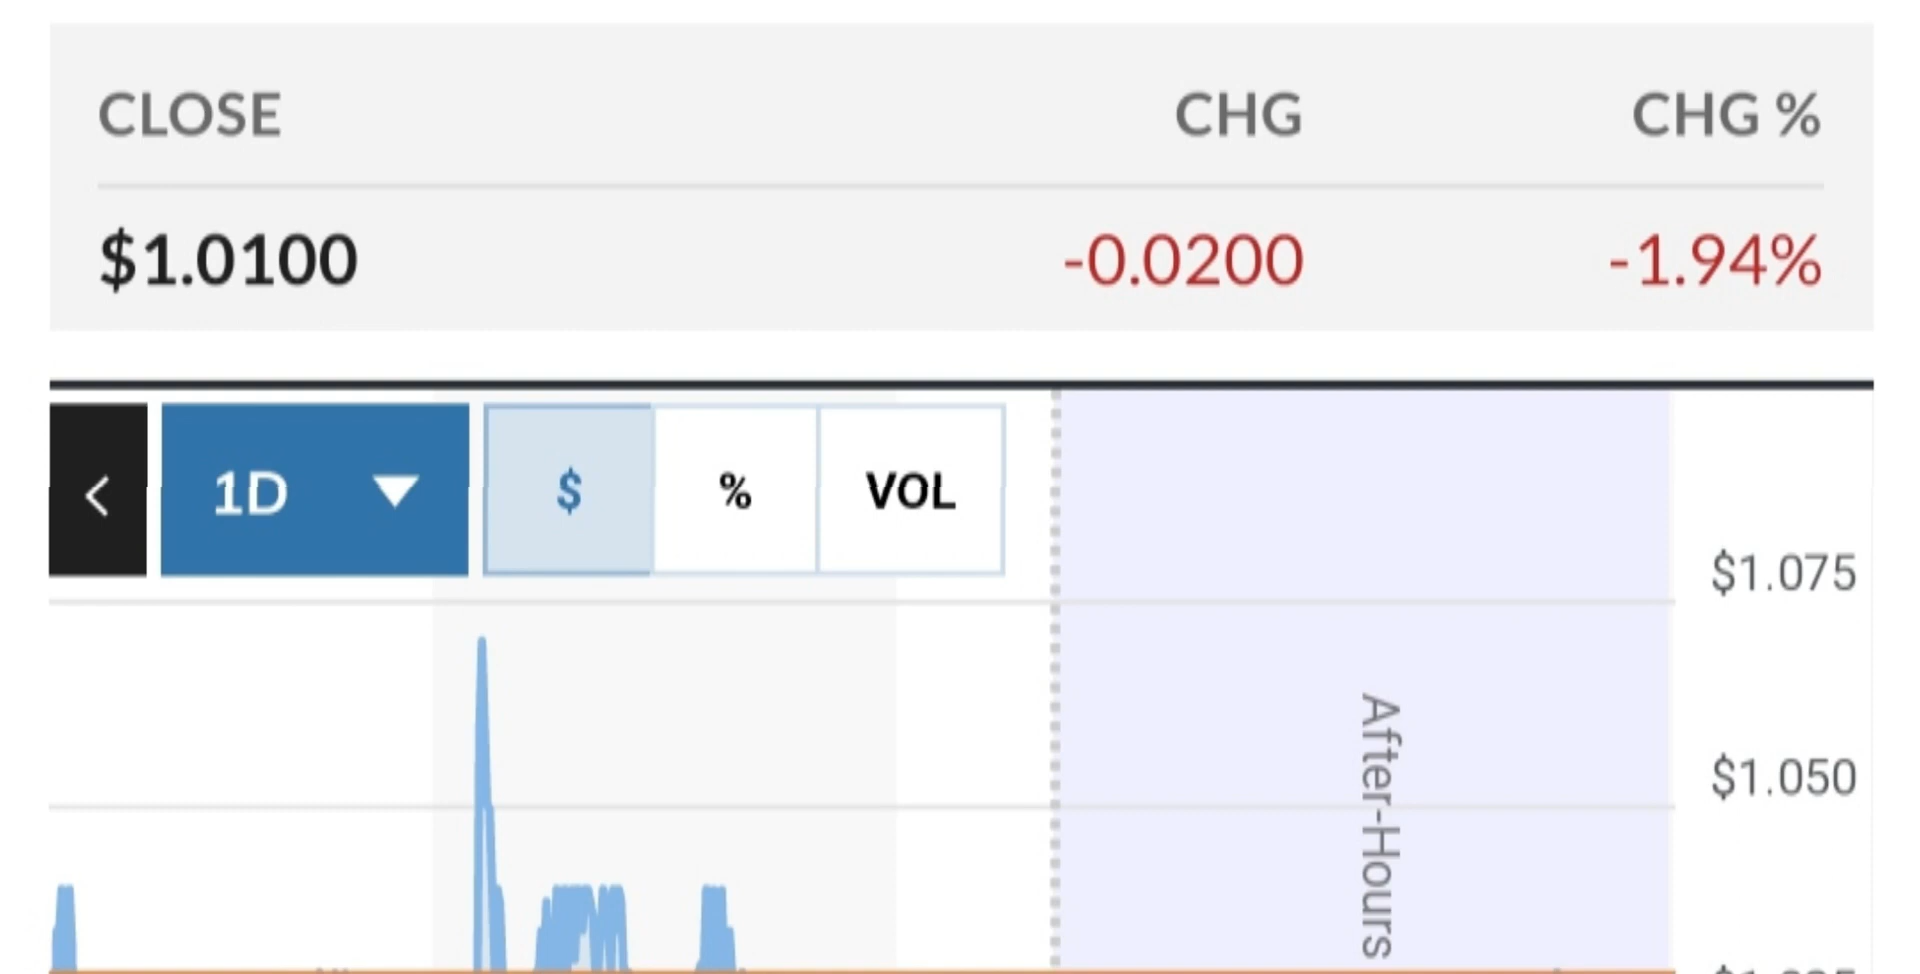 CLOSE CHG CHG %
$1.0100 -0.0200 -1.94%
1D $ % VOL
$1.075
$1.050
After-Hours